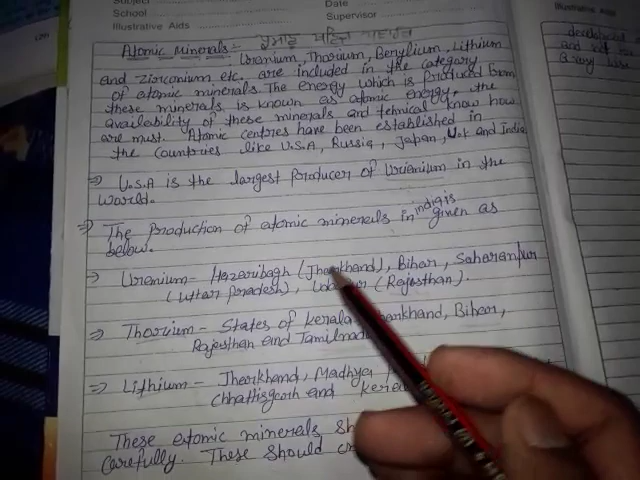 Subject
Date
School
Supervisor
Illustrative Aids
Illustrative Aids
Atomic Minerals:- Uranium, Thorium, Berylium, Lithium
and Zirconium etc. are included in the category
of atomic minerals. The energy which is produced from
these minerals is known as atomic energy. The
availability of these minerals and tehnical know how
are must. Atomic centres have been established in
the countries like U.S.A, Russia, Japan, U.K and India
⇒ U.S.A is the largest producer of Uranium in the
world.
⇒ The production of atomic minerals in india is given as
below.
⇒ Uranium - Hazaribagh (Jharkhand), Bihar, Saharanpur
(Uttar pradesh), (Rajasthan).
⇒ Thorium - States of kerala, Jharkhand, Bihar,
Rajasthan and Tamilnadu
⇒ Lithium - Jharkhand, Madhya
Chhattisgarh and kerala
These atomic minerals
carefully. These should